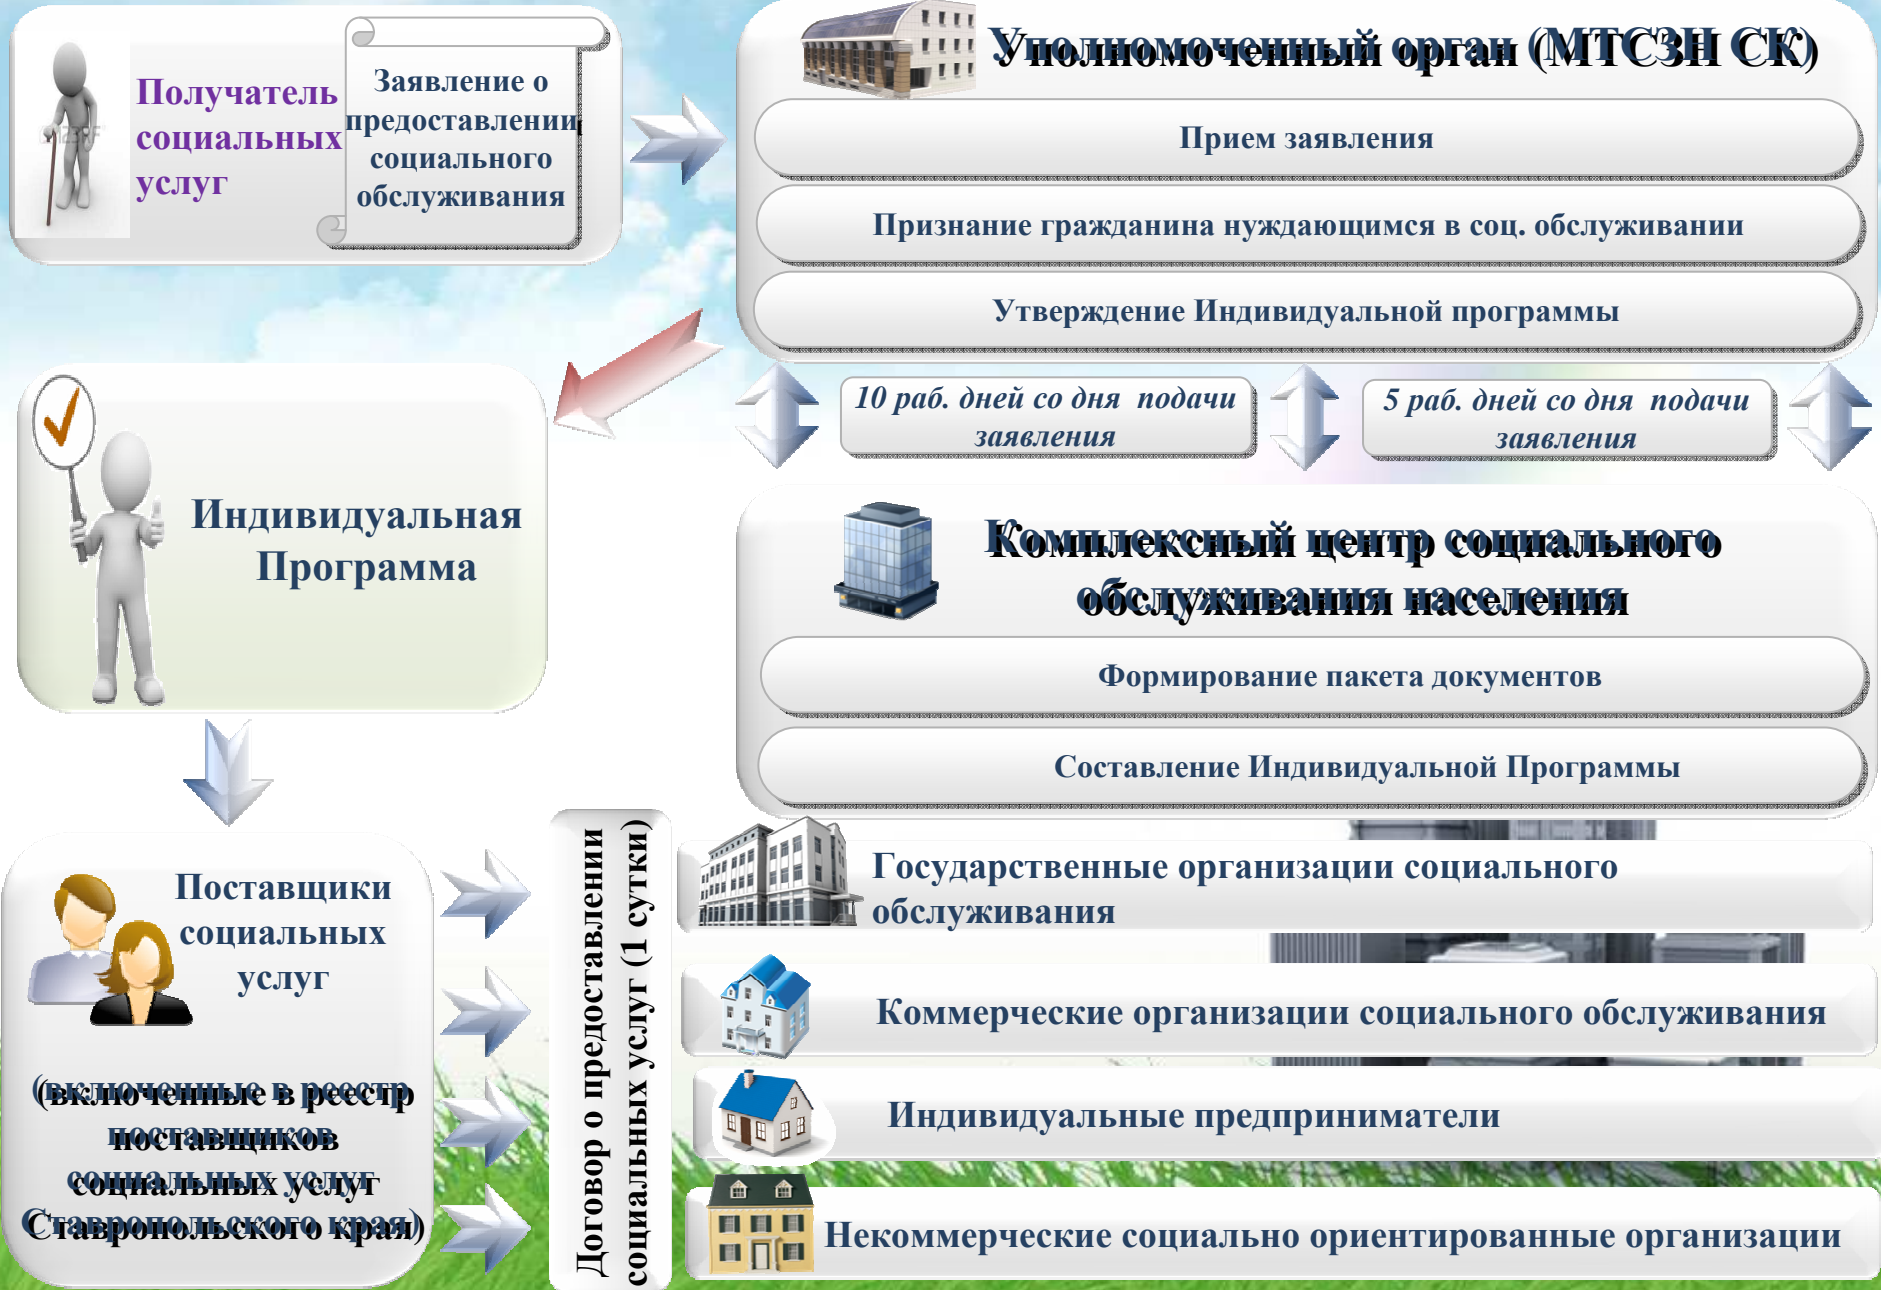 Получатель
социальных
услуг
Заявление о
предоставлении
социального
обслуживания
Уполномоченный орган (МТСЗН СК)
Прием заявления
Признание гражданина нуждающимся в соц. обслуживании
Утверждение Индивидуальной программы
10 раб. дней со дня подачи
заявления
5 раб. дней со дня подачи
заявления
Индивидуальная
Программа
Комплексный центр социального
обслуживания населения
Формирование пакета документов
Составление Индивидуальной Программы
Поставщики
социальных
услуг
(включенные в реестр
поставщиков
социальных услуг
Ставропольского края)
Договор о предоставлении
социальных услуг (1 сутки)
Государственные организации социального
обслуживания
Коммерческие организации социального обслуживания
Индивидуальные предприниматели
Некоммерческие социально ориентированные организации